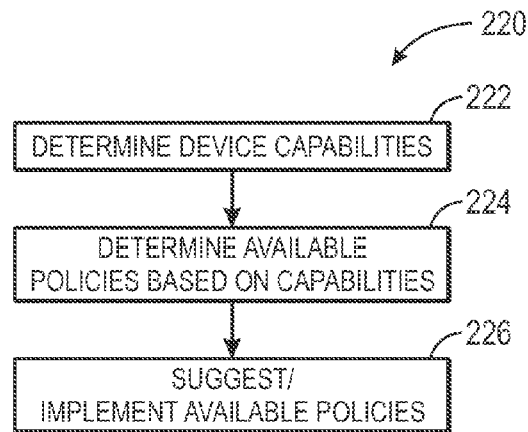 220
222
DETERMINE DEVICE CAPABILITIES
224
DETERMINE AVAILABLE
POLICIES BASED ON CAPABILITIES
226
SUGGEST/
IMPLEMENT AVAILABLE POLICIES